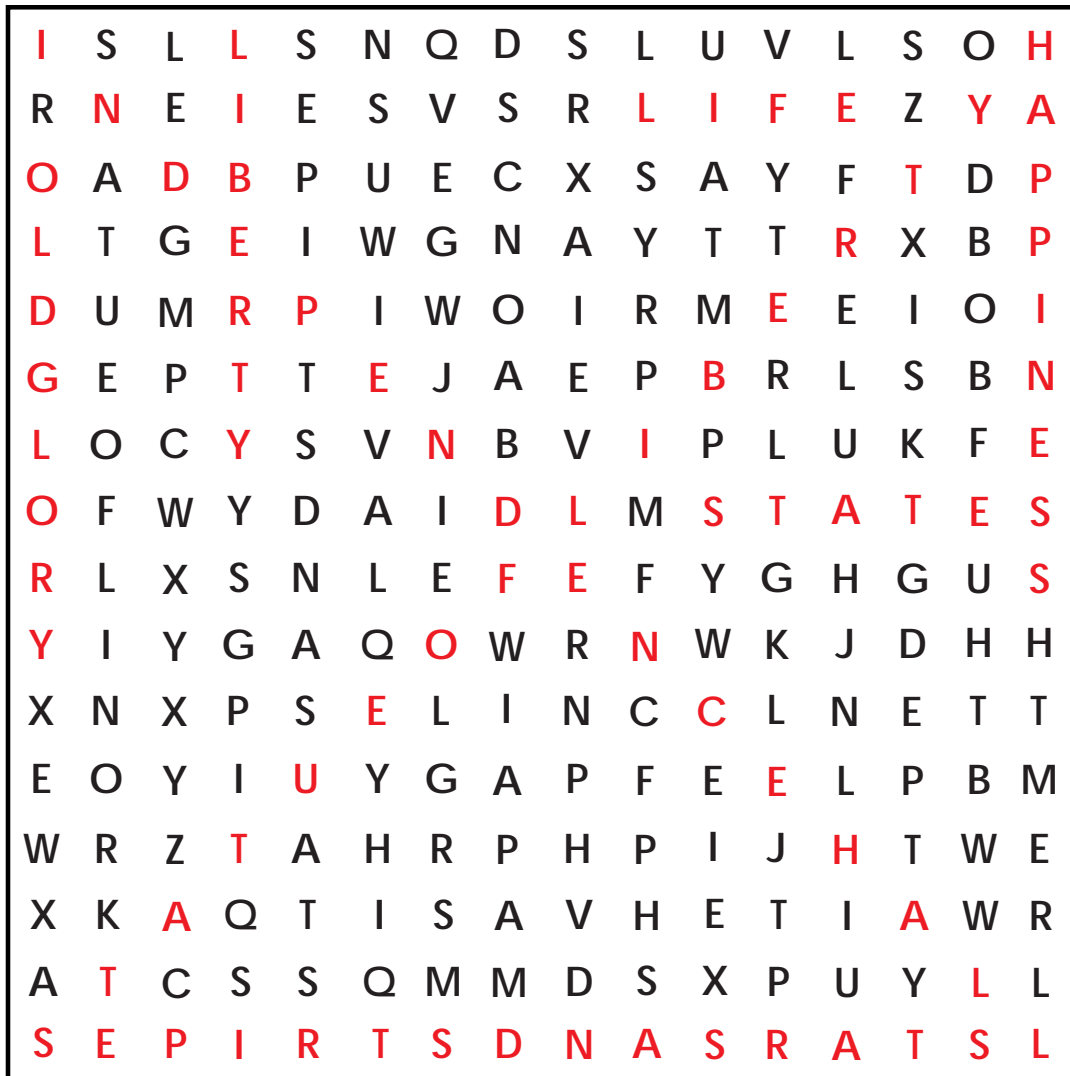 I S L L S N Q D S L U V L S O H
R N E I E S V S R L I F E Z Y A
O A D B P U E C X S A Y F T D P
L T G E I W G N A Y T T R X B P
D U M R P I W O I R M E E I O I
G E P T T E J A E P B R L S B N
L O C Y S V N B V I P L U K F E
O F W Y D A I D L M S T A T E S
R L X S N L E F E F Y G H G U S
Y I Y G A Q O W R N W K J D H H
X N X P S E L I N C C L N E T T
E O Y I U Y G A P F E E L P B M
W R Z T A H R P H P I J H T W E
X K A Q T I S A V H E T I A W R
A T C S S Q M M D S X P U Y L L
S E P I R T S D N A S R A T S L